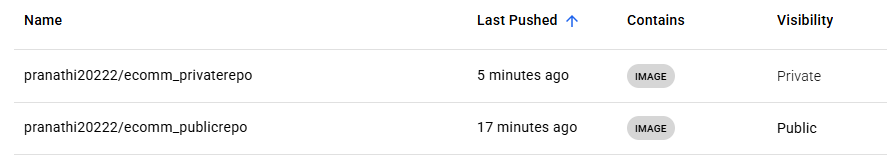 Name Last Pushed ↑ Contains Visibility
pranathi20222/ecomm_privaterepo 5 minutes ago IMAGE Private
pranathi20222/ecomm_publicrepo 17 minutes ago IMAGE Public